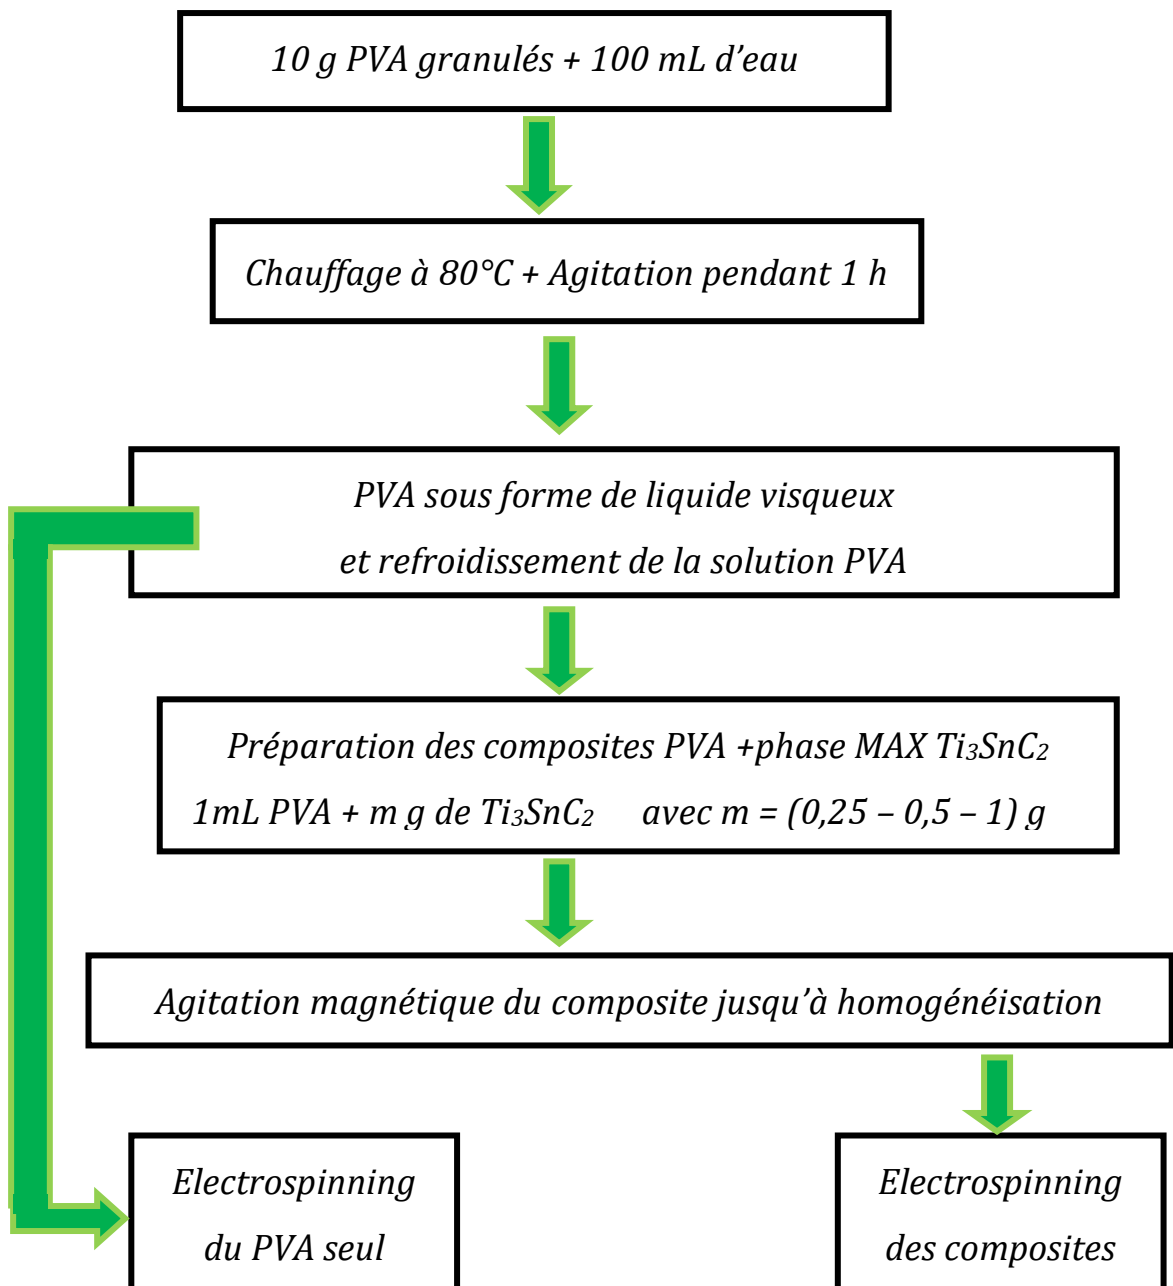 10 g PVA granulés + 100 mL d’eau
Chauffage à 80°C + Agitation pendant 1 h
PVA sous forme de liquide visqueux
et refroidissement de la solution PVA
Préparation des composites PVA +phase MAX Ti₃SnC₂
1mL PVA + m g de Ti₃SnC₂ avec m = (0,25 – 0,5 – 1) g
Agitation magnétique du composite jusqu’à homogénéisation
Electrospinning
du PVA seul
Electrospinning
des composites